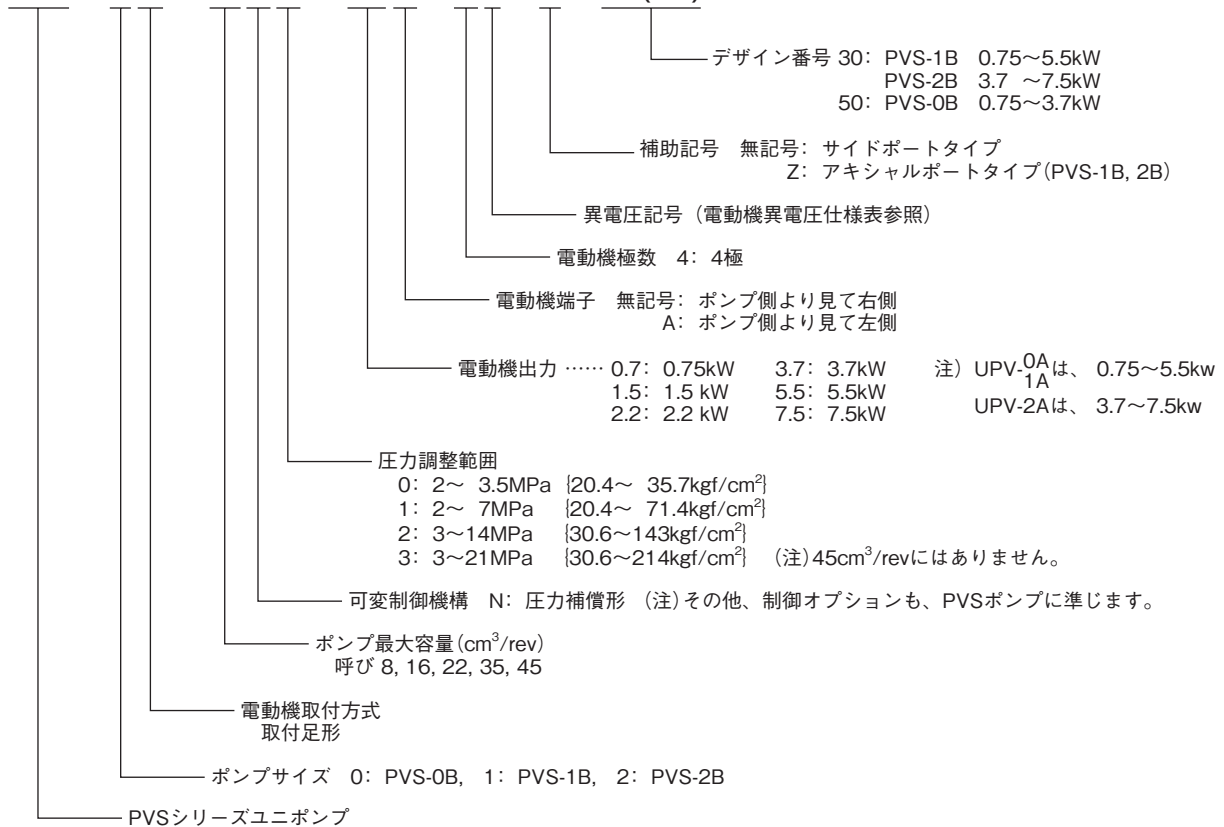 デザイン番号 30： PVS-1B 0.75～5.5kW
PVS-2B 3.7 ～7.5kW
50： PVS-0B 0.75～3.7kW
補助記号 無記号： サイドポートタイプ
Z： アキシャルポートタイプ(PVS-1B, 2B)
異電圧記号（電動機異電圧仕様表参照）
電動機極数 4： 4極
電動機端子 無記号： ポンプ側より見て右側
A： ポンプ側より見て左側
電動機出力 …… 0.7： 0.75kW 3.7： 3.7kW 注）UPV-0A/1Aは、 0.75～5.5kw
1.5： 1.5 kW 5.5： 5.5kW UPV-2Aは、 3.7～7.5kw
2.2： 2.2 kW 7.5： 7.5kW
圧力調整範囲
0： 2～ 3.5MPa {20.4～ 35.7kgf/cm²}
1： 2～ 7MPa {20.4～ 71.4kgf/cm²}
2： 3～14MPa {30.6～143kgf/cm²}
3： 3～21MPa {30.6～214kgf/cm²} （注）45cm³/revにはありません。
可変制御機構 N： 圧力補償形 （注）その他、制御オプションも、PVSポンプに準じます。
ポンプ最大容量(cm³/rev)
呼び 8, 16, 22, 35, 45
電動機取付方式
取付足形
ポンプサイズ 0： PVS-0B, 1： PVS-1B, 2： PVS-2B
PVSシリーズユニポンプ